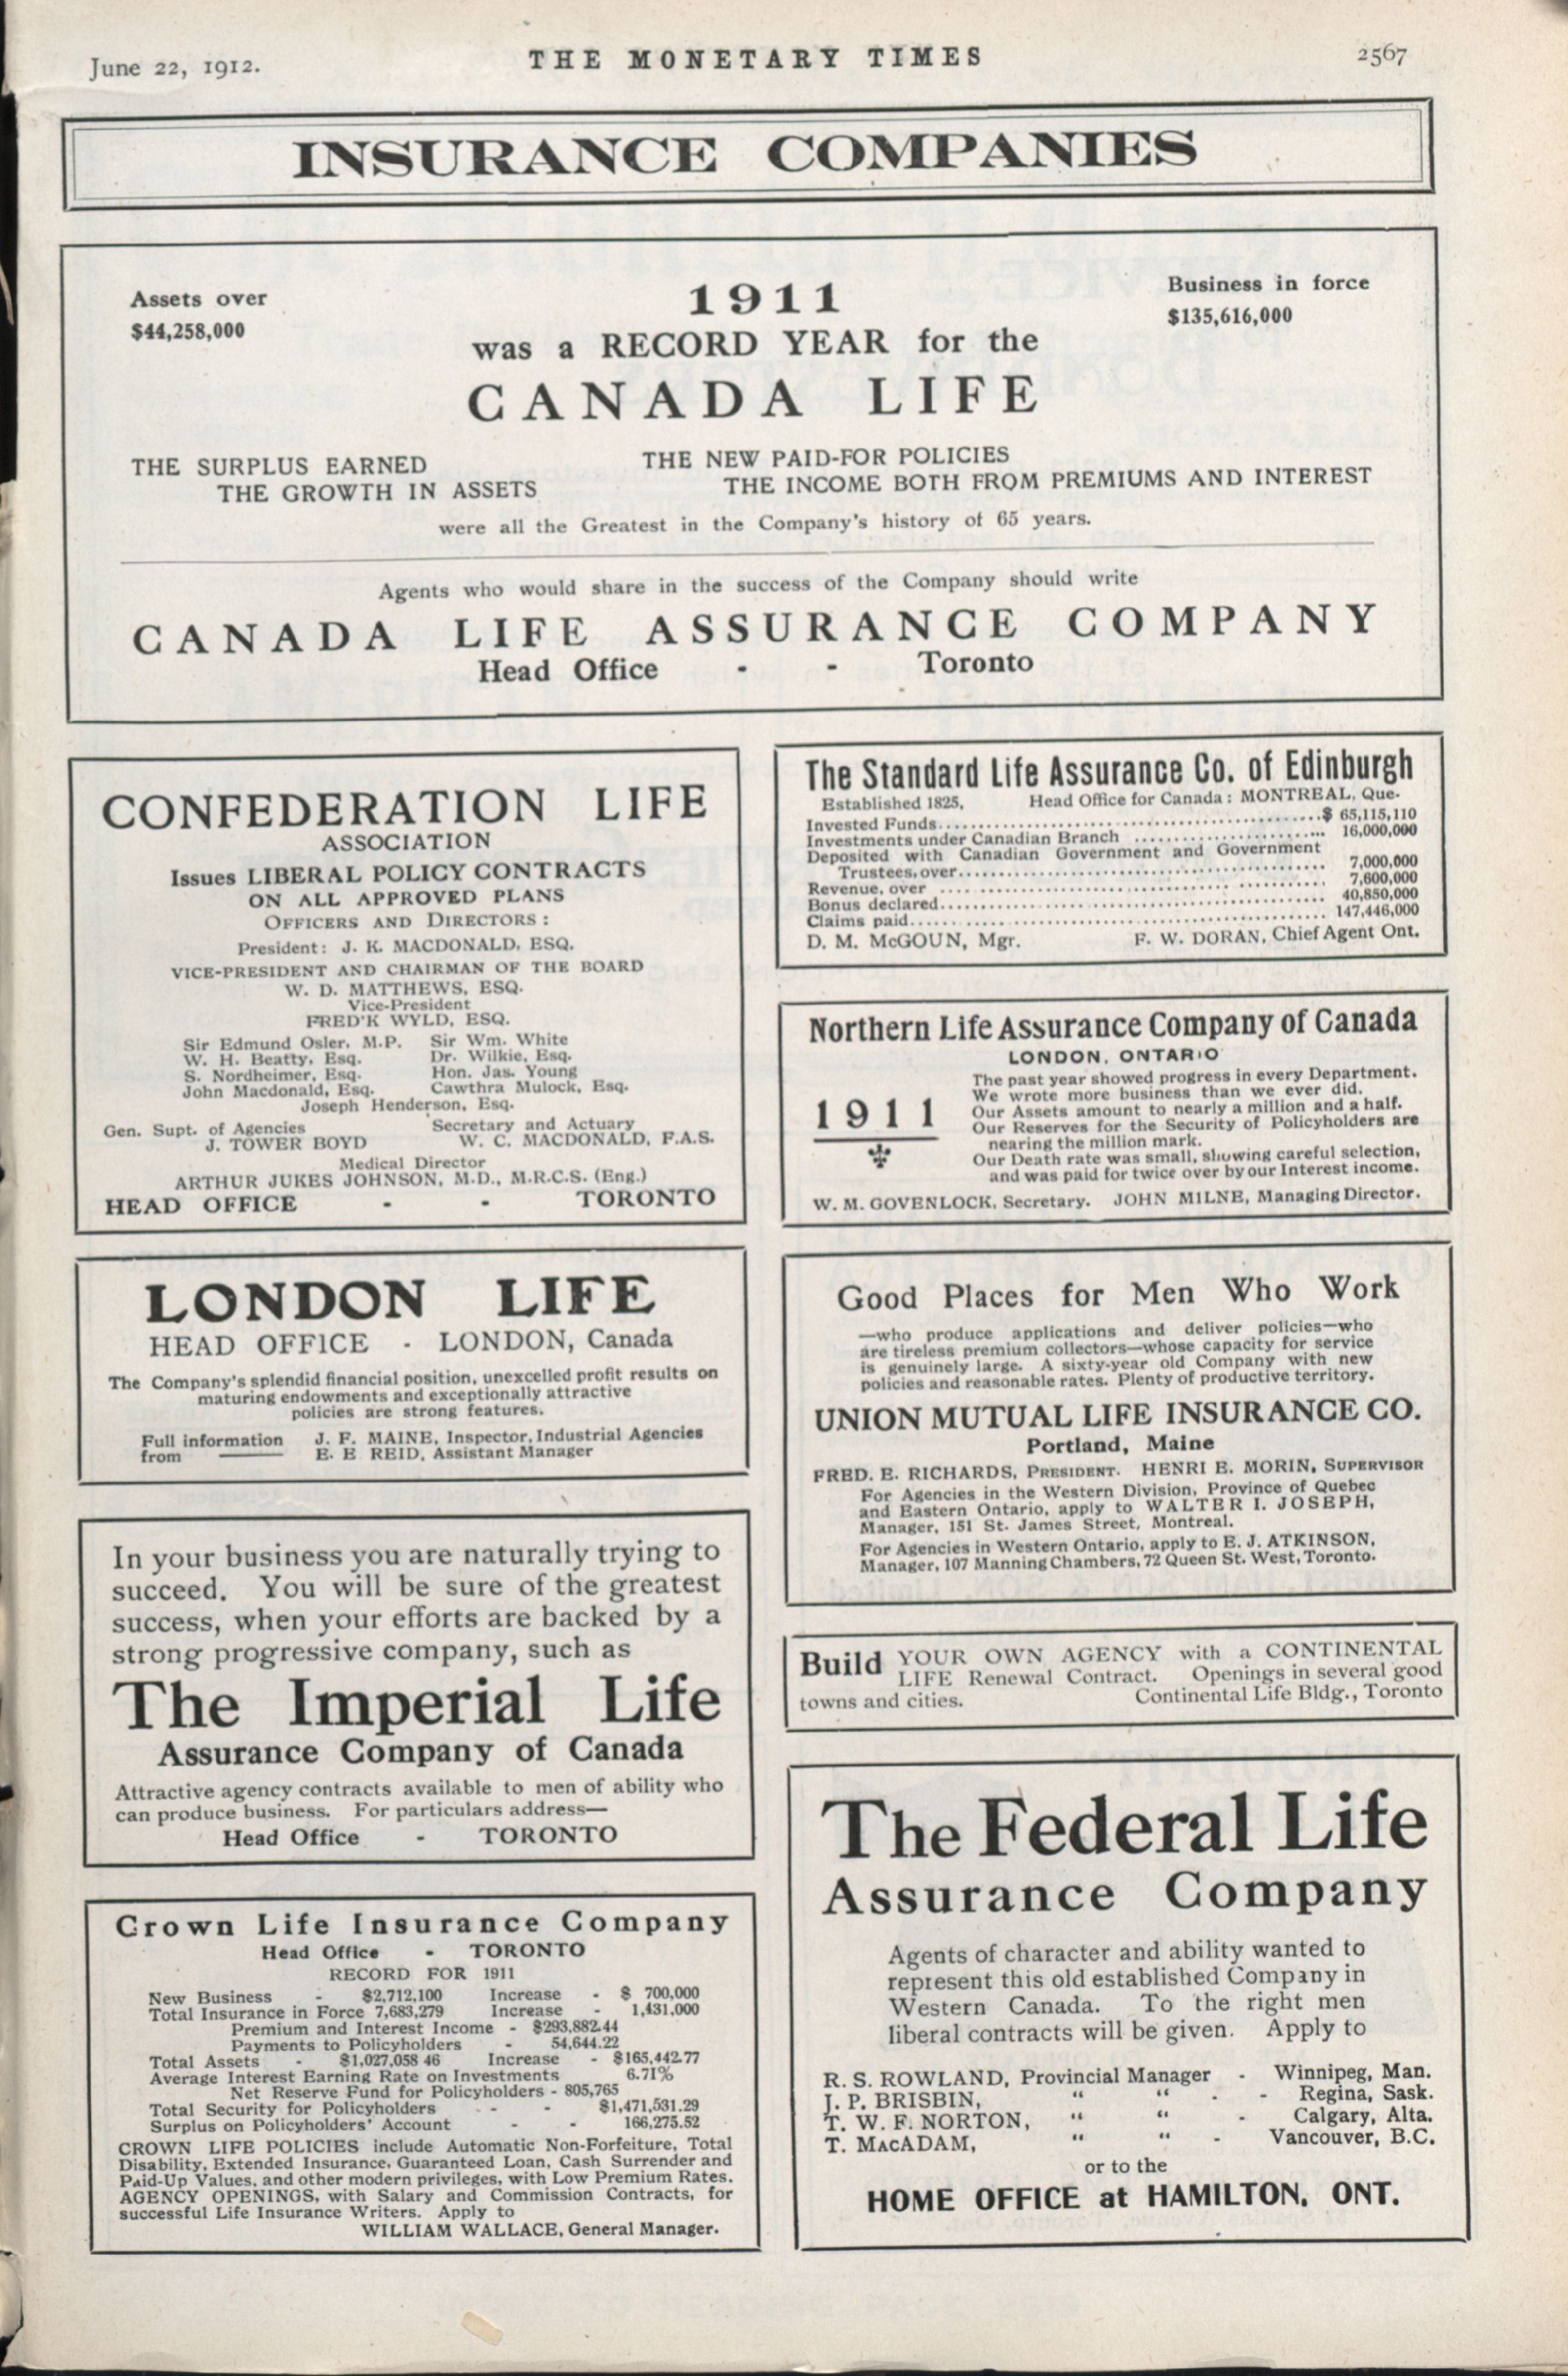 June 22, 1912.
THE MONETARY TIMES
2567
INSURANCE COMPANIES
Assets over
$44,258,000
Business in force
$135,616,000
1911
was a RECORD YEAR for the
CANADA LIFE
THE SURPLUS EARNED
THE GROWTH IN ASSETS
THE NEW PAID-FOR POLICIES
THE INCOME BOTH FROM PREMIUMS AND INTEREST
were all the Greatest in the Company's history of 65 years.
Agents who would share in the success of the Company should write
CANADA LIFE ASSURANCE COMPANY
Head Office - - Toronto
CONFEDERATION LIFE
ASSOCIATION
Issues LIBERAL POLICY CONTRACTS
ON ALL APPROVED PLANS
OFFICERS AND DIRECTORS:
President: J. K. MACDONALD, ESQ.
VICE-PRESIDENT AND CHAIRMAN OF THE BOARD
W. D. MATTHEWS, ESQ.
Vice-President
FRED'K WYLD, ESQ.
Sir Edmund Osler, M.P. Sir Wm. White
W. H. Beatty, Esq. Dr. Wilkie, Esq.
S. Nordheimer, Esq. Hon. Jas. Young
John Macdonald, Esq. Cawthra Mulock, Esq.
Joseph Henderson, Esq.
Gen. Supt. of Agencies Secretary and Actuary
J. TOWER BOYD W. C. MACDONALD, F.A.S.
Medical Director
ARTHUR JUKES JOHNSON, M.D., M.R.C.S. (Eng.)
HEAD OFFICE - - TORONTO
LONDON LIFE
HEAD OFFICE - LONDON, Canada
The Company's splendid financial position, unexcelled profit results on
maturing endowments and exceptionally attractive
policies are strong features.
Full information J. F. MAINE, Inspector, Industrial Agencies
from E. E REID, Assistant Manager
In your business you are naturally trying to
succeed. You will be sure of the greatest
success, when your efforts are backed by a
strong progressive company, such as
The Imperial Life
Assurance Company of Canada
Attractive agency contracts available to men of ability who
can produce business. For particulars address—
Head Office - TORONTO
Crown Life Insurance Company
Head Office - TORONTO
RECORD FOR 1911
New Business - $2,712,100 Increase - $ 700,000
Total Insurance in Force 7,683,279 Increase - 1,431,000
Premium and Interest Income - $293,882.44
Payments to Policyholders - 54,644.22
Total Assets - $1,027,058 46 Increase - $165,442.77
Average Interest Earning Rate on Investments 6.71%
Net Reserve Fund for Policyholders - 805,765
Total Security for Policyholders - - $1,471,531.29
Surplus on Policyholders' Account - - 166,275.52
CROWN LIFE POLICIES include Automatic Non-Forfeiture, Total
Disability, Extended Insurance, Guaranteed Loan, Cash Surrender and
Paid-Up Values, and other modern privileges, with Low Premium Rates.
AGENCY OPENINGS, with Salary and Commission Contracts, for
successful Life Insurance Writers. Apply to
WILLIAM WALLACE, General Manager.
The Standard Life Assurance Co. of Edinburgh
Established 1825. Head Office for Canada: MONTREAL, Que.
Invested Funds........................$ 65,115,110
Investments under Canadian Branch ............ 16,000,000
Deposited with Canadian Government and Government
Trustees, over........................ 7,000,000
Revenue, over ........................ 7,600,000
Bonus declared........................ 40,850,000
Claims paid........................ 147,446,000
D. M. McGOUN, Mgr. F. W. DORAN, Chief Agent Ont.
Northern Life Assurance Company of Canada
LONDON, ONTARIO
1911
The past year showed progress in every Department.
We wrote more business than we ever did.
Our Assets amount to nearly a million and a half.
Our Reserves for the Security of Policyholders are
nearing the million mark.
Our Death rate was small, showing careful selection,
and was paid for twice over by our Interest income.
W. M. GOVENLOCK, Secretary. JOHN MILNE, Managing Director.
Good Places for Men Who Work
—who produce applications and deliver policies—who
are tireless premium collectors—whose capacity for service
is genuinely large. A sixty-year old Company with new
policies and reasonable rates. Plenty of productive territory.
UNION MUTUAL LIFE INSURANCE CO.
Portland, Maine
FRED. E. RICHARDS, PRESIDENT. HENRI E. MORIN, SUPERVISOR
For Agencies in the Western Division, Province of Quebec
and Eastern Ontario, apply to WALTER I. JOSEPH,
Manager, 151 St. James Street, Montreal.
For Agencies in Western Ontario, apply to E. J. ATKINSON,
Manager, 107 Manning Chambers, 72 Queen St. West, Toronto.
Build YOUR OWN AGENCY with a CONTINENTAL
LIFE Renewal Contract. Openings in several good
towns and cities. Continental Life Bldg., Toronto
The Federal Life
Assurance Company
Agents of character and ability wanted to
represent this old established Company in
Western Canada. To the right men
liberal contracts will be given. Apply to
R. S. ROWLAND, Provincial Manager - Winnipeg, Man.
J. P. BRISBIN, " " - - Regina, Sask.
T. W. F. NORTON, " " - Calgary, Alta.
T. MACADAM, " " - Vancouver, B.C.
or to the
HOME OFFICE at HAMILTON, ONT.